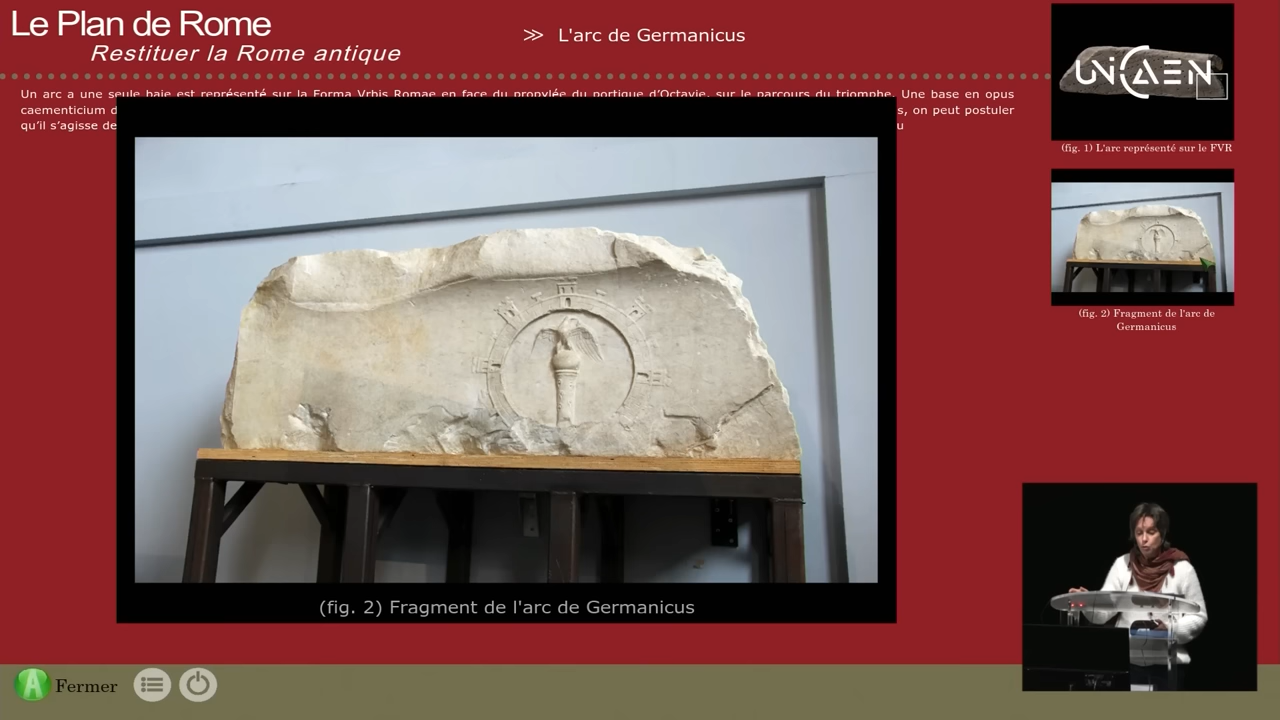 Le Plan de Rome
Restituer la Rome antique
>> L'arc de Germanicus
Un arc a une seule baie est représenté sur la Forma Vrbis Romae en face du propylée du portique d'Octavie, sur le parcours du triomphe. Une base en opus
caementicium
s, on peut postuler
qu'il s'agisse de
UNICAEN
(fig. 1) L'arc représenté sur le FVR
(fig. 2) Fragment de l'arc de
Germanicus
(fig. 2) Fragment de l'arc de Germanicus
A Fermer